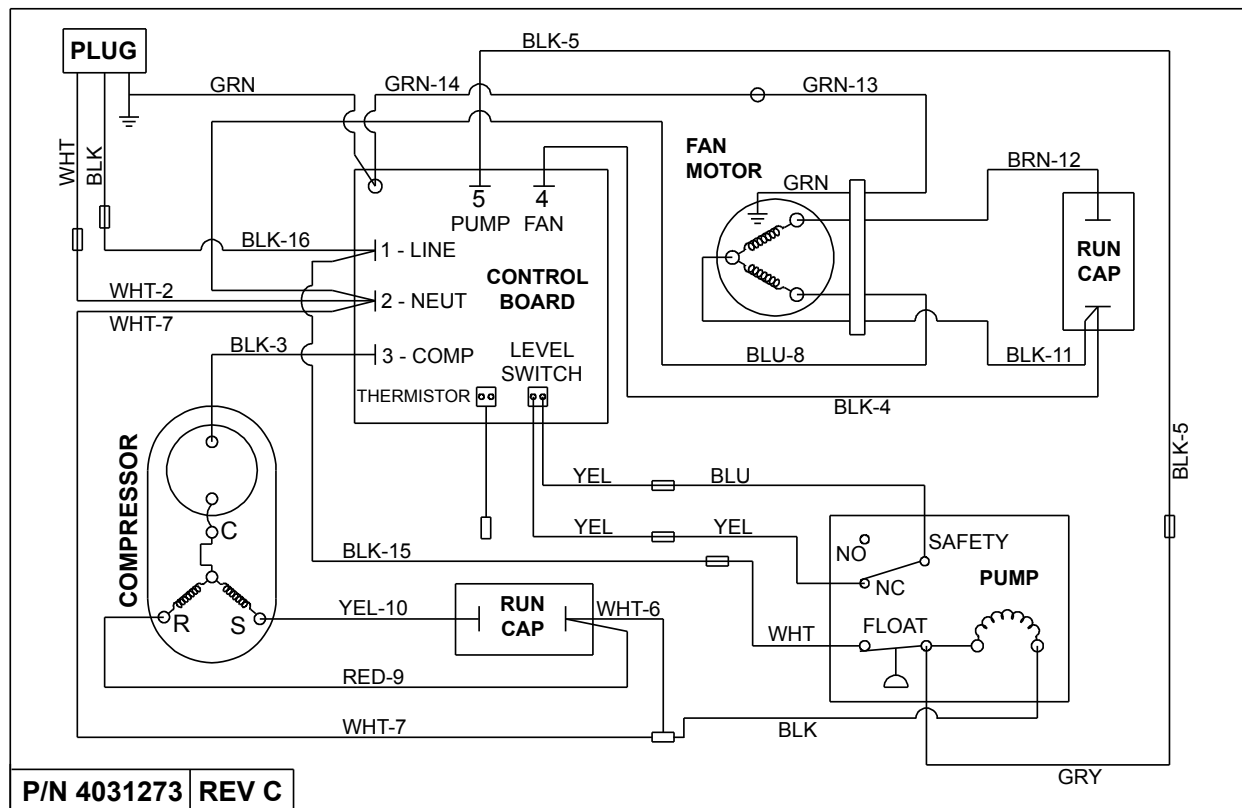 PLUG
BLK-5
GRN
GRN-14
GRN-13
WHT
BLK
FAN
MOTOR
GRN
BRN-12
5
4
PUMP
FAN
BLK-16
1 - LINE
CONTROL
BOARD
RUN
CAP
WHT-2
2 - NEUT
WHT-7
BLK-3
3 - COMP
LEVEL
SWITCH
BLU-8
BLK-11
THERMISTOR
BLK-4
BLK-5
COMPRESSOR
YEL
BLU
C
YEL
YEL
NO
SAFETY
BLK-15
NC
PUMP
YEL-10
RUN
CAP
WHT-6
R
S
WHT
FLOAT
RED-9
WHT-7
BLK
GRY
P/N 4031273
REV C